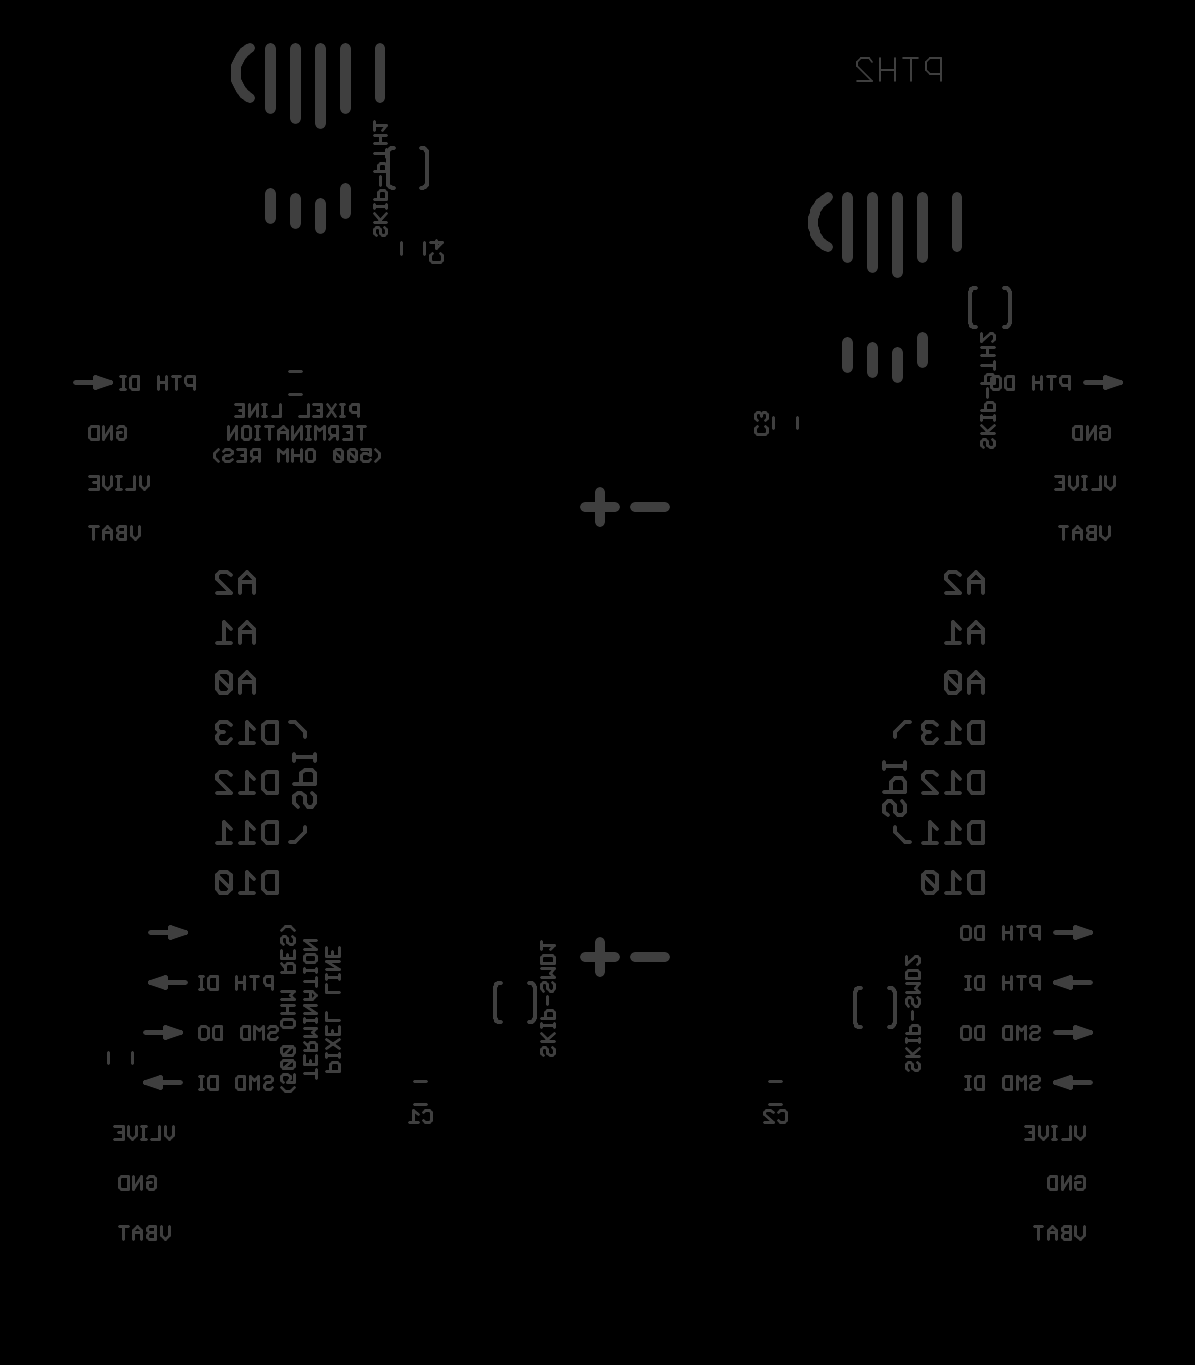 PTH2
SKIP-PTH1
C4
SKIP-PTH2
PTH DI
PTH DO
PIXEL LINE
TERMINATION
(500 OHM RES)
C3
GND
GND
VLIVE
VLIVE
VBAT
VBAT
A2
A2
A1
A1
A0
A0
D13
D13
SPI
SPI
D12
D12
D11
D11
D10
D10
PTH DO
PTH DI
PTH DI
SMD DO
SMD DO
SMD DI
SMD DI
PIXEL LINE
TERMINATION
(500 OHM RES)
SKIP-SMD1
SKIP-SMD2
C1
C2
VLIVE
VLIVE
GND
GND
VBAT
VBAT